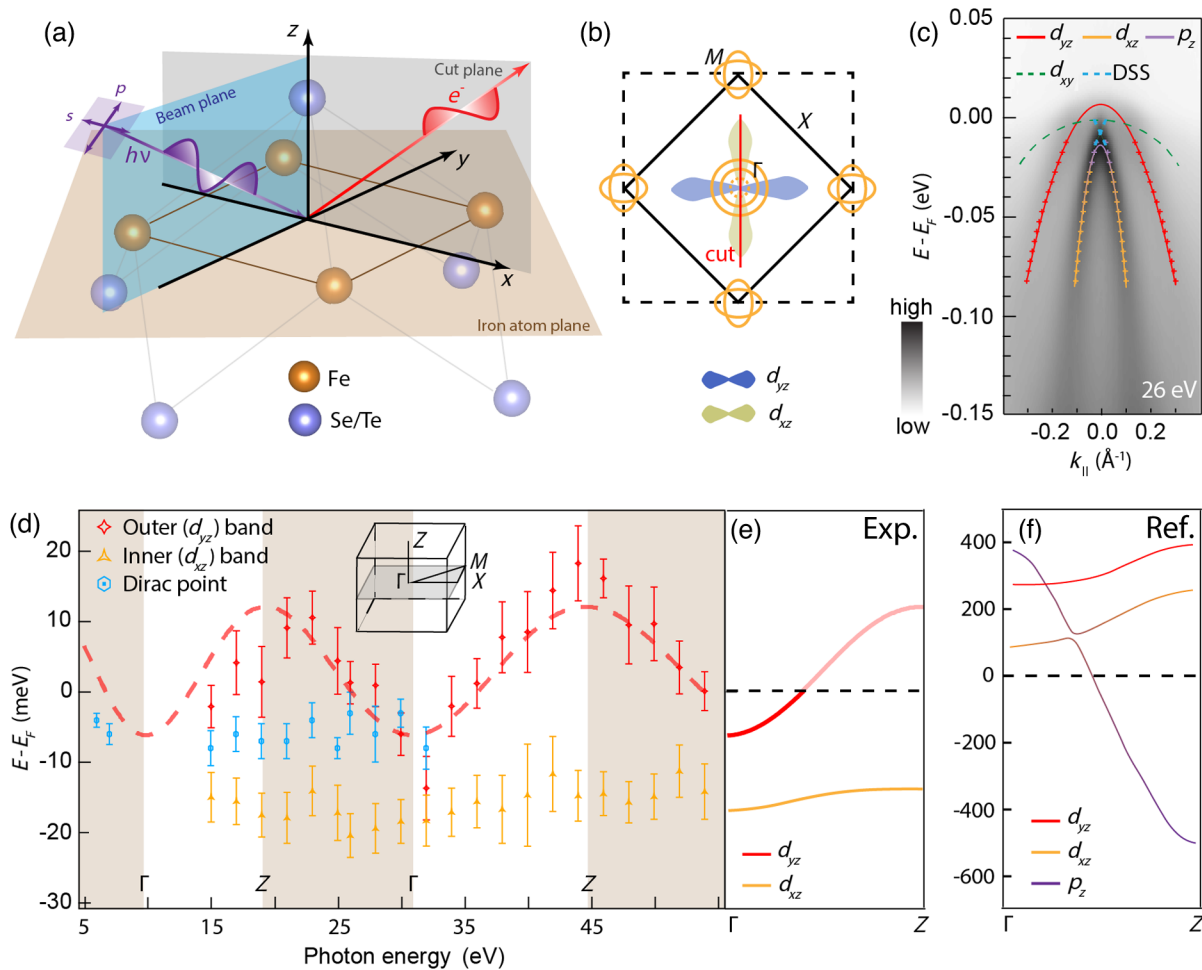 (a)
z
Cut plane
e-
Beam plane
p
s
hν
y
x
Iron atom plane
Fe
Se/Te
(b)
M
X
Γ
cut
dyz
dxz
(c)
0.05
0.00
-0.05
-0.10
-0.15
E - EF (eV)
dyz dxz pz
dxy DSS
high
low
26 eV
-0.2 0.0 0.2
k|| (Å-1)
(d)
Outer (dyz) band
Inner (dxz) band
Dirac point
Z
Γ
M
X
20
10
0
-10
-20
-30
E - EF (meV)
Γ Z Γ Z
5 15 25 35 45 55
Photon energy (eV)
(e)
Exp.
dyz
dxz
Γ
(f)
Ref.
400
200
0
-200
-400
-600
dyz
dxz
pz
Γ Z